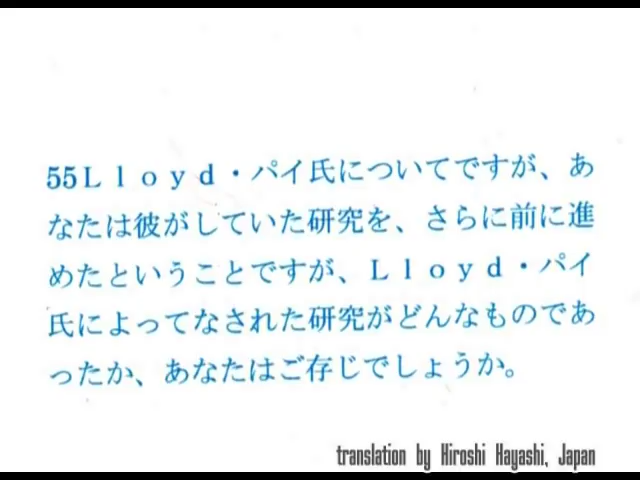 55Ｌｌｏｙｄ・パイ氏についてですが、あ
なたは彼がしていた研究を、さらに前に進
めたということですが、Ｌｌｏｙｄ・パイ
氏によってなされた研究がどんなものであ
ったか、あなたはご存じでしょうか。
translation by Hiroshi Hayashi, Japan